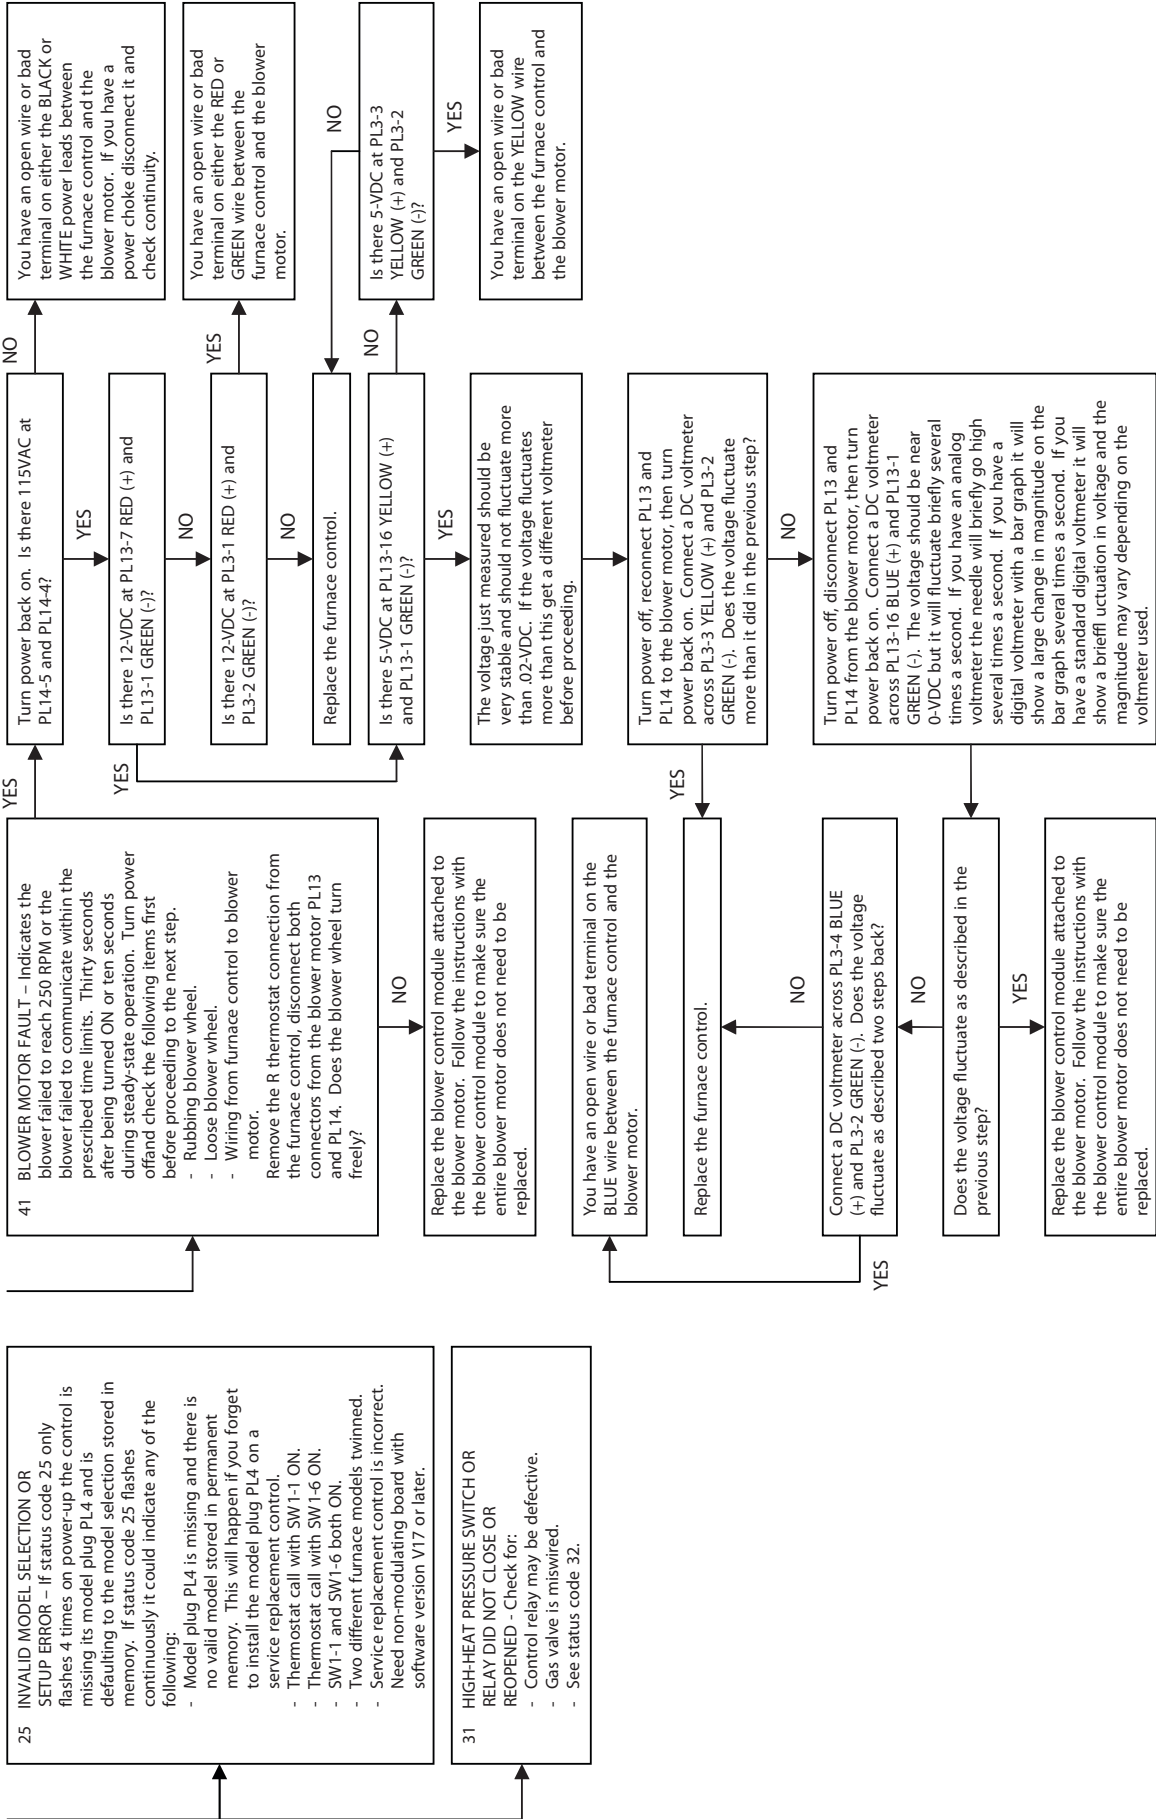 25 INVALID MODEL SELECTION OR
SETUP ERROR – If status code 25 only
flashes 4 times on power-up the control is
missing its model plug PL4 and is
defaulting to the model selection stored in
memory. If status code 25 flashes
continuously it could indicate any of the
following:
- Model plug PL4 is missing and there is
no valid model stored in permanent
memory. This will happen if you forget
to install the model plug PL4 on a
service replacement control.
- Thermostat call with SW1-1 ON.
- Thermostat call with SW1-6 ON.
- SW1-1 and SW1-6 both ON.
- Two different furnace models twinned.
- Service replacement control is incorrect.
Need non-modulating board with
software version V17 or later.
31 HIGH-HEAT PRESSURE SWITCH OR
RELAY DID NOT CLOSE OR
REOPENED - Check for:
- Control relay may be defective.
- Gas valve is miswired.
- See status code 32.
41 BLOWER MOTOR FAULT – Indicates the
blower failed to reach 250 RPM or the
blower failed to communicate within the
prescribed time limits. Thirty seconds
after being turned ON or ten seconds
during steady-state operation. Turn power
offand check the following items first
before proceeding to the next step.
- Rubbing blower wheel.
- Loose blower wheel.
- Wiring from furnace control to blower
motor.
Remove the R thermostat connection from
the furnace control, disconnect both
connectors from the blower motor PL13
and PL14. Does the blower wheel turn
freely?
YES
NO
Replace the blower control module attached to
the blower motor. Follow the instructions with
the blower control module to make sure the
entire blower motor does not need to be
replaced.
You have an open wire or bad terminal on the
BLUE wire between the furnace control and the
blower motor.
Replace the furnace control.
NO
Connect a DC voltmeter across PL3-4 BLUE
(+) and PL3-2 GREEN (-). Does the voltage
fluctuate as described two steps back?
YES
NO
Does the voltage fluctuate as described in the
previous step?
YES
Replace the blower control module attached to
the blower motor. Follow the instructions with
the blower control module to make sure the
entire blower motor does not need to be
replaced.
Turn power back on. Is there 115VAC at
PL14-5 and PL14-4?
NO
YES
Is there 12-VDC at PL13-7 RED (+) and
PL13-1 GREEN (-)?
YES
NO
Is there 12-VDC at PL3-1 RED (+) and
PL3-2 GREEN (-)?
YES
NO
Replace the furnace control.
Is there 5-VDC at PL13-16 YELLOW (+)
and PL13-1 GREEN (-)?
NO
YES
The voltage just measured should be
very stable and should not fluctuate more
than .02-VDC. If the voltage fluctuates
more than this get a different voltmeter
before proceeding.
Turn power off, reconnect PL13 and
PL14 to the blower motor, then turn
power back on. Connect a DC voltmeter
across PL3-3 YELLOW (+) and PL3-2
GREEN (-). Does the voltage fluctuate
more than it did in the previous step?
YES
NO
Turn power off, disconnect PL13 and
PL14 from the blower motor, then turn
power back on. Connect a DC voltmeter
across PL13-16 BLUE (+) and PL13-1
GREEN (-). The voltage should be near
0-VDC but it will fluctuate briefly several
times a second. If you have an analog
voltmeter the needle will briefly go high
several times a second. If you have a
digital voltmeter with a bar graph it will
show a large change in magnitude on the
bar graph several times a second. If you
have a standard digital voltmeter it will
show a brieffl uctuation in voltage and the
magnitude may vary depending on the
voltmeter used.
You have an open wire or bad
terminal on either the BLACK or
WHITE power leads between
the furnace control and the
blower motor. If you have a
power choke disconnect it and
check continuity.
You have an open wire or bad
terminal on either the RED or
GREEN wire between the
furnace control and the blower
motor.
NO
Is there 5-VDC at PL3-3
YELLOW (+) and PL3-2
GREEN (-)?
YES
You have an open wire or bad
terminal on the YELLOW wire
between the furnace control and
the blower motor.